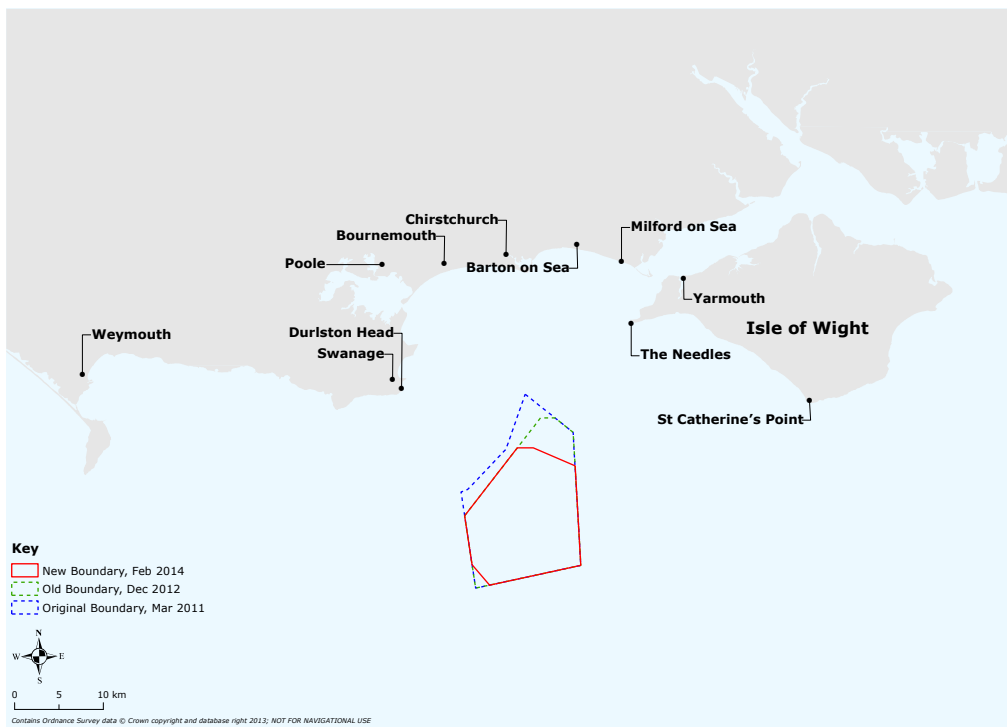 Chirstchurch
Milford on Sea
Bournemouth
Poole
Barton on Sea
Yarmouth
Weymouth
Durlston Head
Isle of Wight
Swanage
The Needles
St Catherine's Point
Key
New Boundary, Feb 2014
Old Boundary, Dec 2012
Original Boundary, Mar 2011
N
W E
S
0 5 10 km
Contains Ordnance Survey data © Crown copyright and database right 2013; NOT FOR NAVIGATIONAL USE